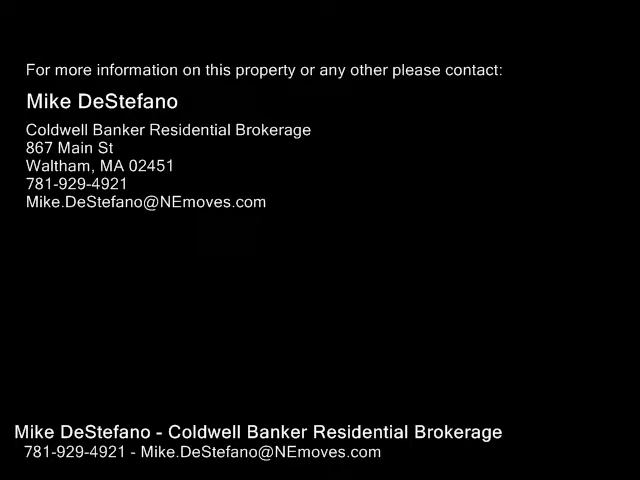 For more information on this property or any other please contact:
Mike DeStefano
Coldwell Banker Residential Brokerage
867 Main St
Waltham, MA 02451
781-929-4921
Mike.DeStefano@NEmoves.com
Mike DeStefano - Coldwell Banker Residential Brokerage
781-929-4921 - Mike.DeStefano@NEmoves.com